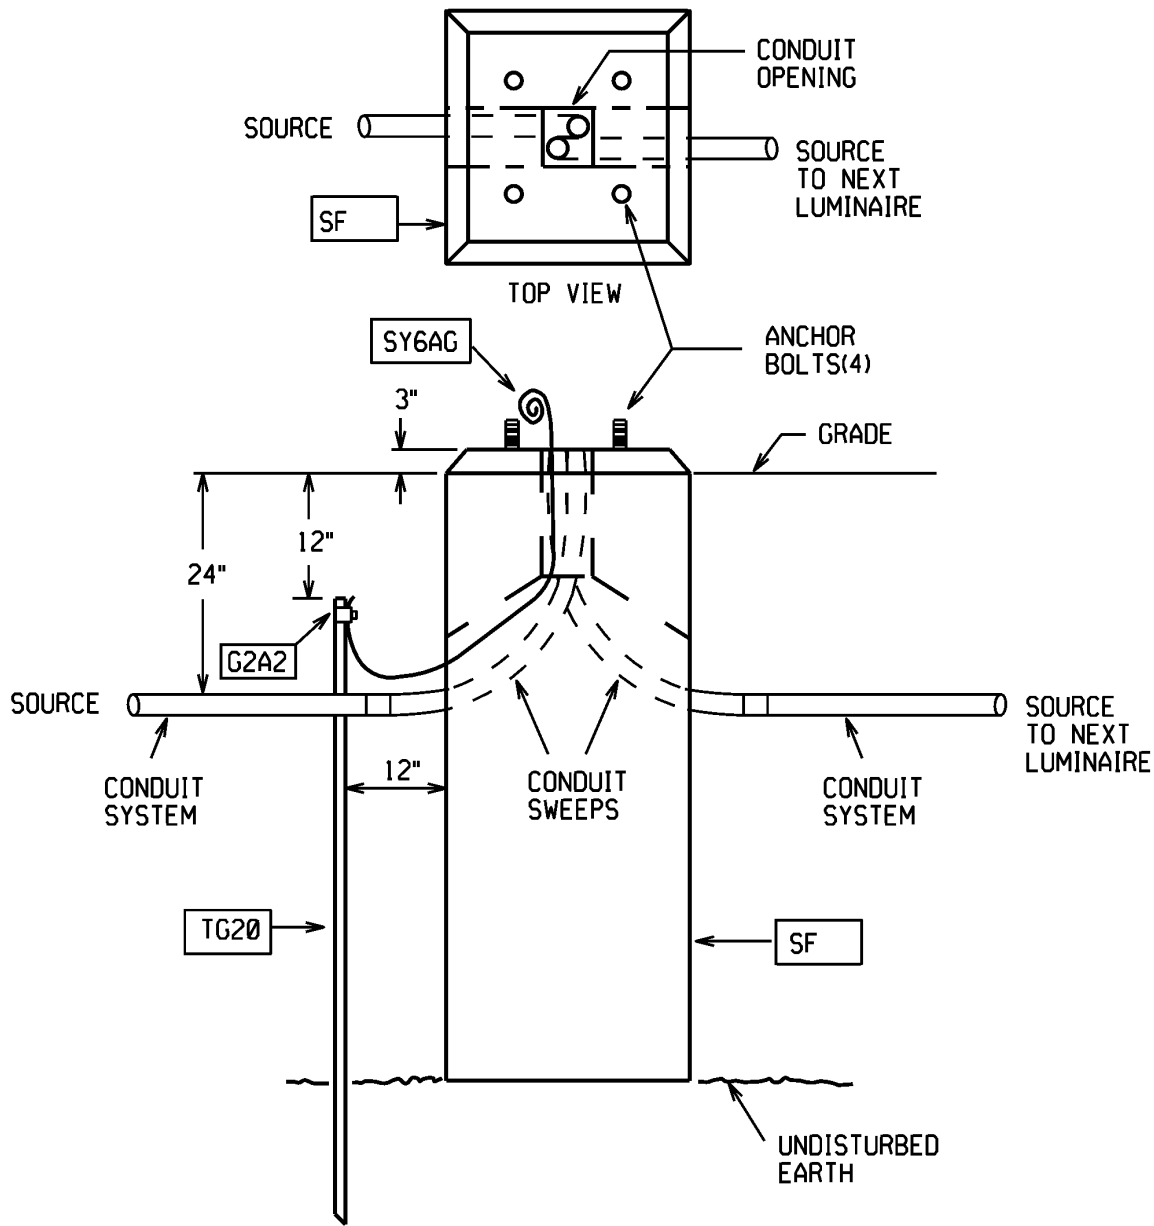 CONDUIT
OPENING
SOURCE
SOURCE
TO NEXT
LUMINAIRE
SF
TOP VIEW
SY6AG
ANCHOR
BOLTS(4)
3"
GRADE
12"
24"
G2A2
SOURCE
SOURCE
TO NEXT
LUMINAIRE
12"
CONDUIT
SYSTEM
CONDUIT
SWEEPS
CONDUIT
SYSTEM
TG20
SF
UNDISTURBED
EARTH